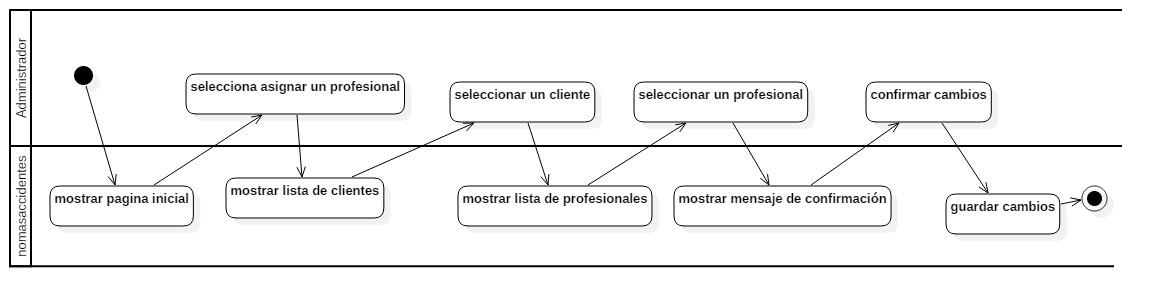 Administrador
selecciona asignar un profesional
seleccionar un cliente
seleccionar un profesional
confirmar cambios
nomasaccidentes
mostrar pagina inicial
mostrar lista de clientes
mostrar lista de profesionales
mostrar mensaje de confirmación
guardar cambios